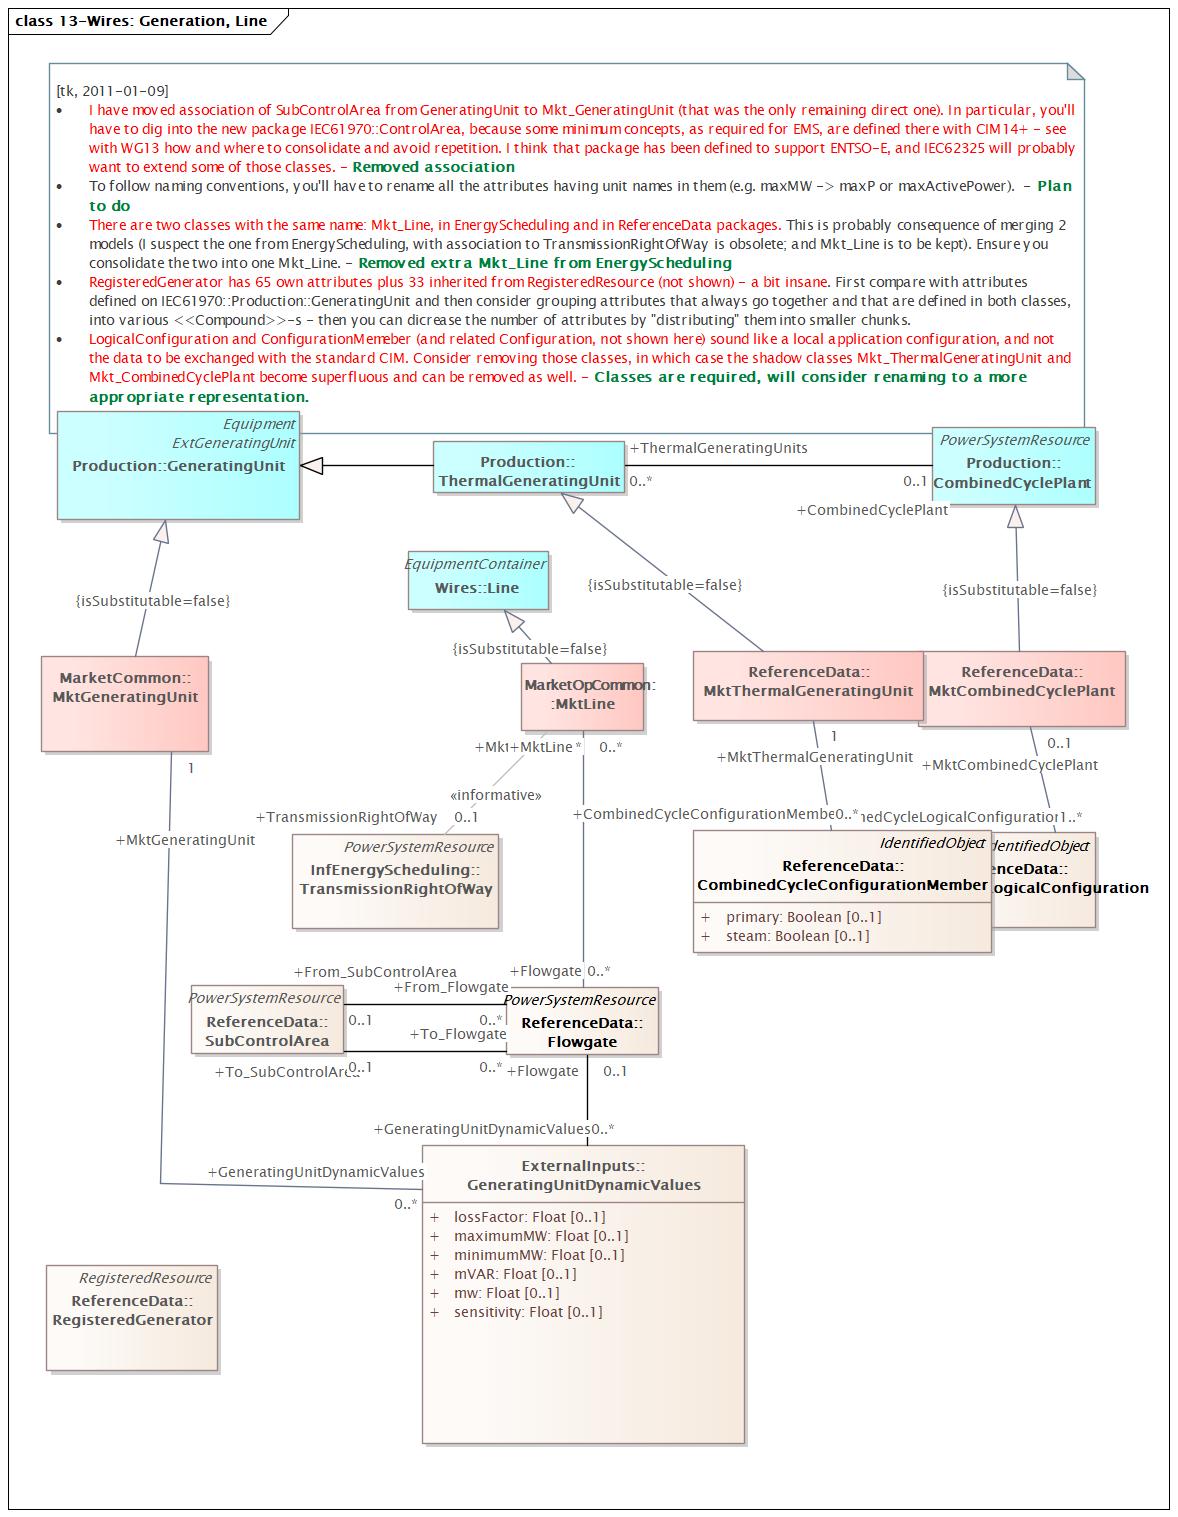 class 13-Wires: Generation, Line
[tk, 2011-01-09]
• I have moved association of SubControlArea from GeneratingUnit to Mkt_GeneratingUnit (that was the only remaining direct one). In particular, you'll
have to dig into the new package IEC61970::ControlArea, because some minimum concepts, as required for EMS, are defined there with CIM14+ - see
with WG13 how and where to consolidate and avoid repetition. I think that package has been defined to support ENTSO-E, and IEC62325 will probably
want to extend some of those classes. - Removed association
• To follow naming conventions, you'll have to rename all the attributes having unit names in them (e.g. maxMW -> maxP or maxActivePower). - Plan
to do
• There are two classes with the same name: Mkt_Line, in EnergyScheduling and in ReferenceData packages. This is probably consequence of merging 2
models (I suspect the one from EnergyScheduling, with association to TransmissionRightOfWay is obsolete; and Mkt_Line is to be kept). Ensure you
consolidate the two into one Mkt_Line. - Removed extra Mkt_Line from EnergyScheduling
• RegisteredGenerator has 65 own attributes plus 33 inherited from RegisteredResource (not shown) - a bit insane. First compare with attributes
defined on IEC61970::Production::GeneratingUnit and then consider grouping attributes that always go together and that are defined in both classes,
into various <<Compound>>-s - then you can dicrease the number of attributes by "distributing" them into smaller chunks.
• LogicalConfiguration and ConfigurationMemeber (and related Configuration, not shown here) sound like a local application configuration, and not
the data to be exchanged with the standard CIM. Consider removing those classes, in which case the shadow classes Mkt_ThermalGeneratingUnit and
Mkt_CombinedCyclePlant become superfluous and can be removed as well. - Classes are required, will consider renaming to a more
appropriate representation.
Equipment
ExtGeneratingUnit
Production::GeneratingUnit
Production::
ThermalGeneratingUnit
+ThermalGeneratingUnits
0..*
0..1
+CombinedCyclePlant
PowerSystemResource
Production::
CombinedCyclePlant
EquipmentContainer
Wires::Line
{isSubstitutable=false}
{isSubstitutable=false}
{isSubstitutable=false}
{isSubstitutable=false}
MarketCommon::
MktGeneratingUnit
MarketOpCommon:
:MktLine
ReferenceData::
MktThermalGeneratingUnit
ReferenceData::
MktCombinedCyclePlant
1
+MktGeneratingUnit
+Mkt+MktLine * 0..*
«informative»
+TransmissionRightOfWay 0..1
1
+MktThermalGeneratingUnit
0..1
+MktCombinedCyclePlant
+CombinedCycleConfigurationMembe 0..*
nedCycleLogicalConfiguration 1..*
PowerSystemResource
InfEnergyScheduling::
TransmissionRightOfWay
IdentifiedObject
ReferenceData::
CombinedCycleConfigurationMember
+ primary: Boolean [0..1]
+ steam: Boolean [0..1]
IdentifiedObject
enceData::
ogicalConfiguration
+From_SubControlArea
+From_Flowgate
0..1
0..*
+To_Flowgate
+To_SubControlArea
0..1
0..*
+Flowgate 0..*
PowerSystemResource
ReferenceData::
SubControlArea
PowerSystemResource
ReferenceData::
Flowgate
+Flowgate 0..1
+GeneratingUnitDynamicValues 0..*
+GeneratingUnitDynamicValues
0..*
ExternalInputs::
GeneratingUnitDynamicValues
+ lossFactor: Float [0..1]
+ maximumMW: Float [0..1]
+ minimumMW: Float [0..1]
+ mVAR: Float [0..1]
+ mw: Float [0..1]
+ sensitivity: Float [0..1]
RegisteredResource
ReferenceData::
RegisteredGenerator